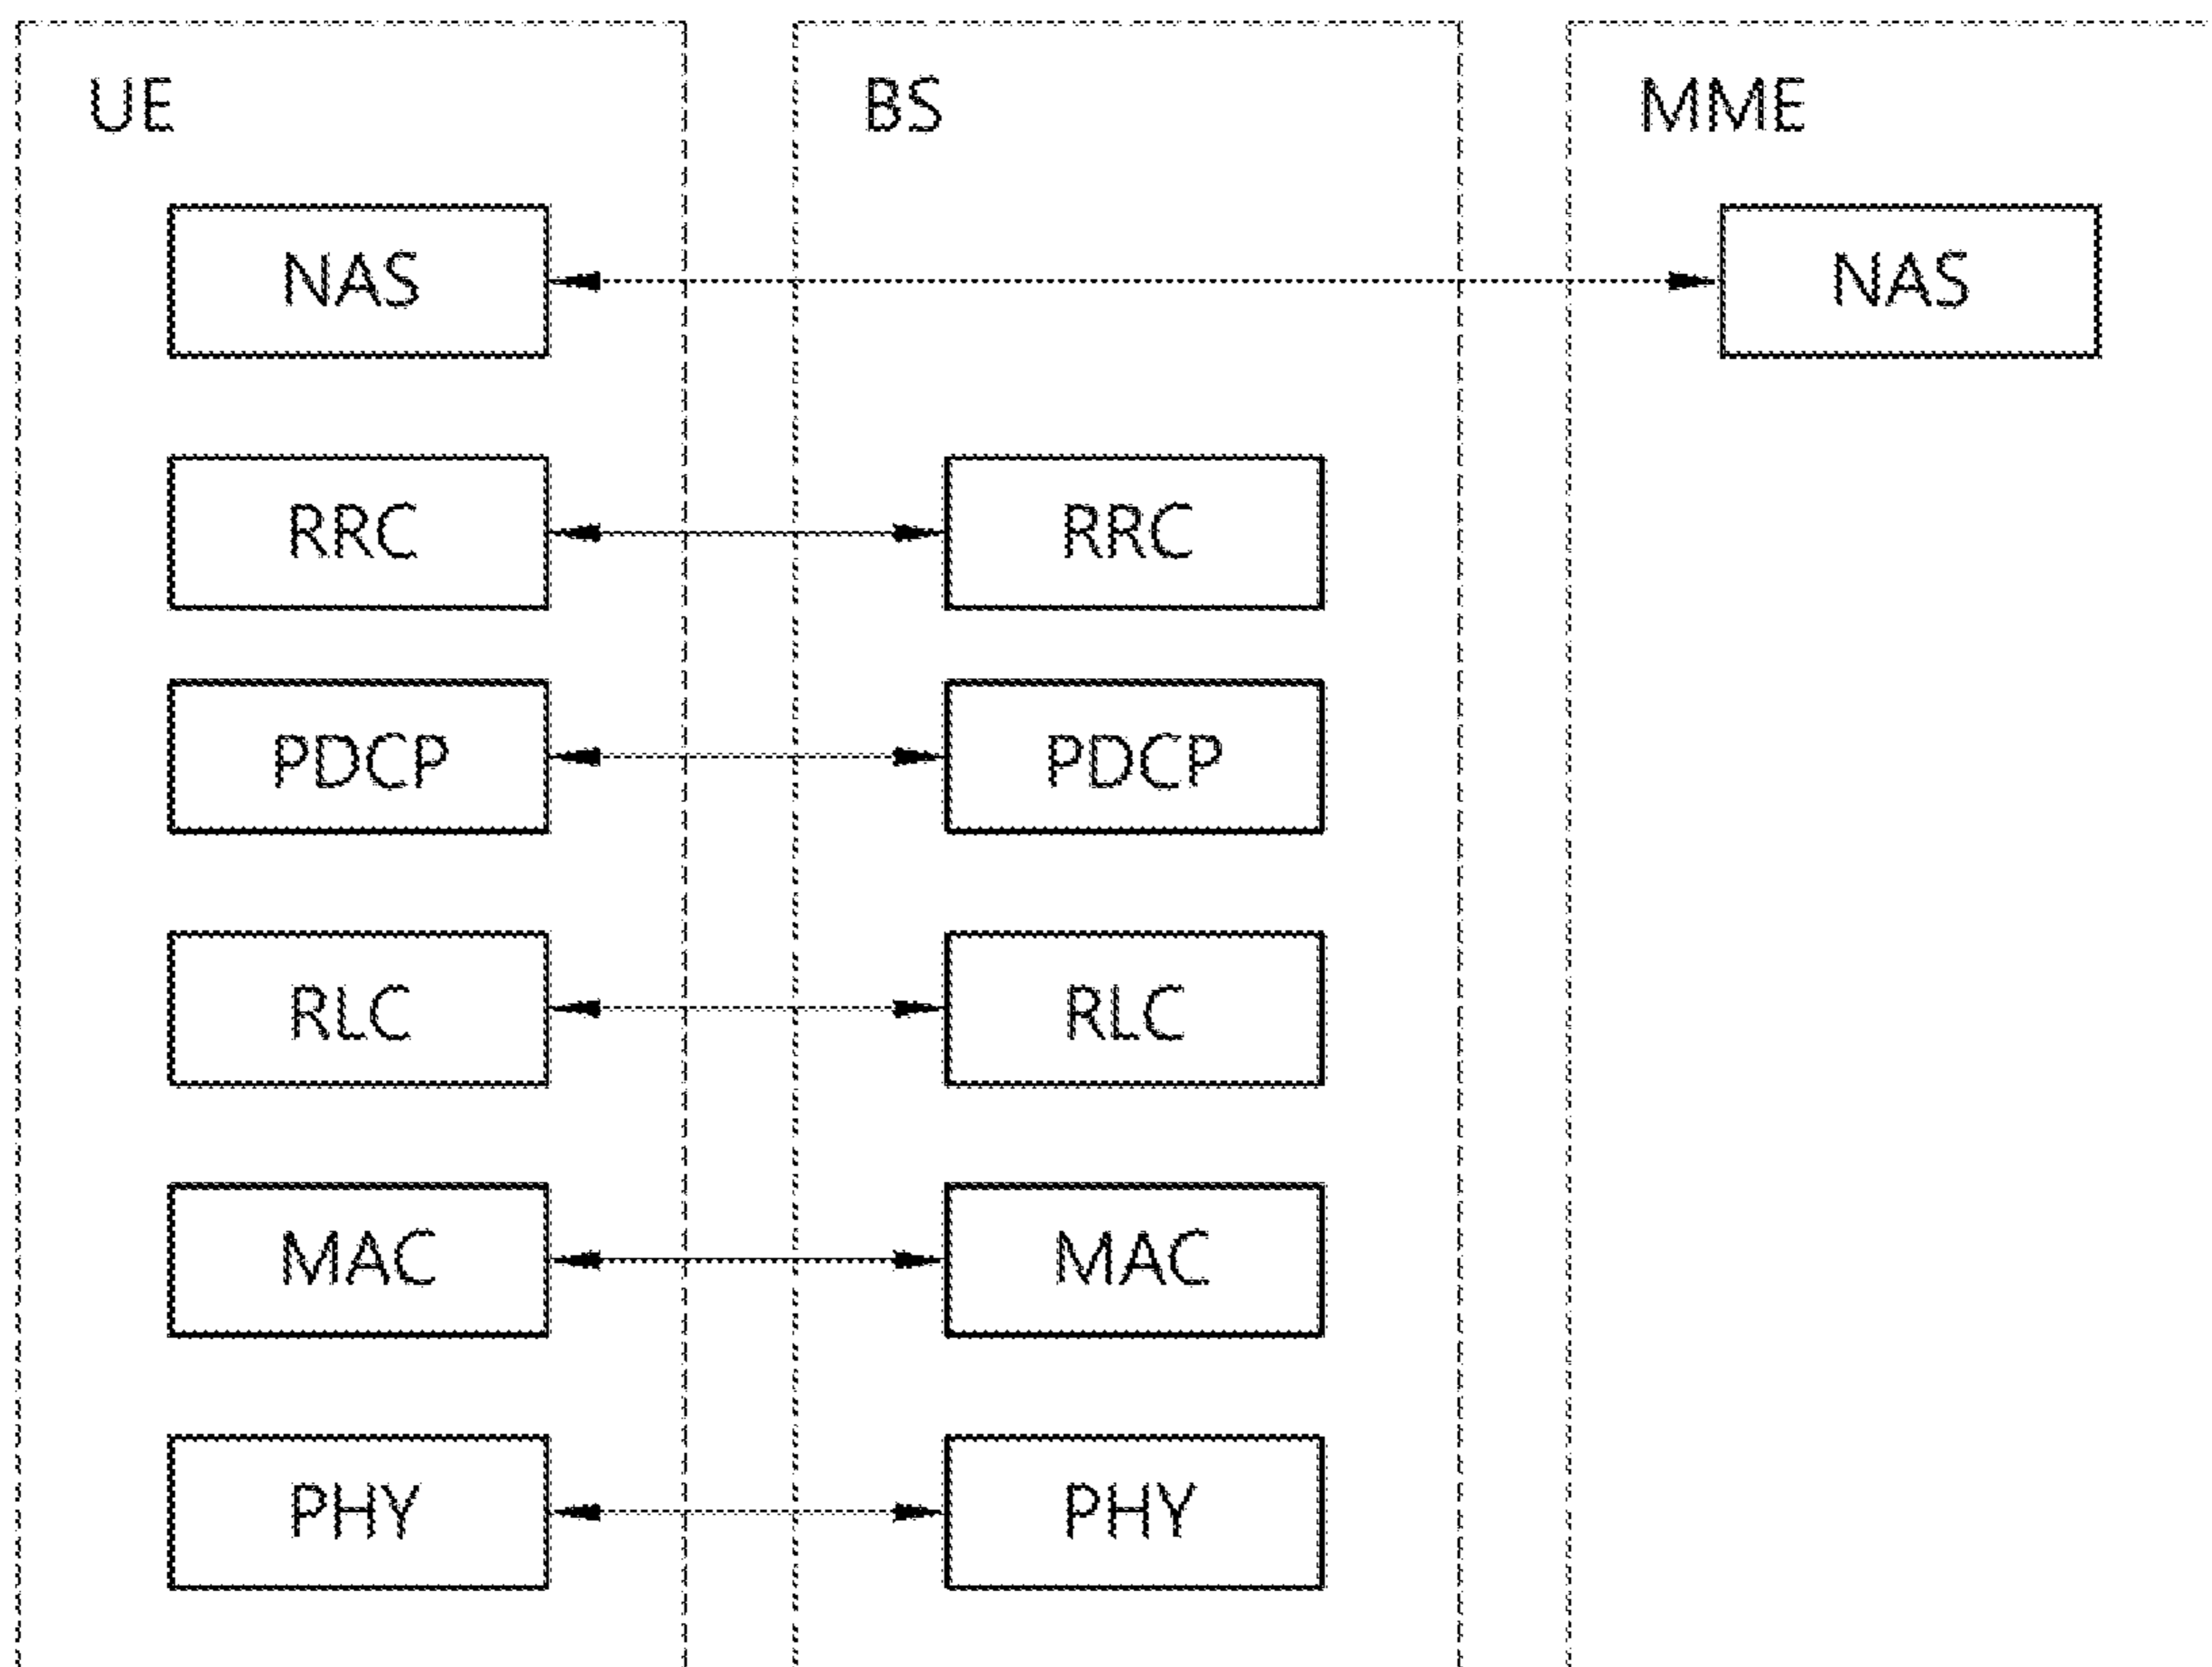 UE BS MME
NAS NAS
RRC RRC
PDCP PDCP
RLC RLC
MAC MAC
PHY PHY